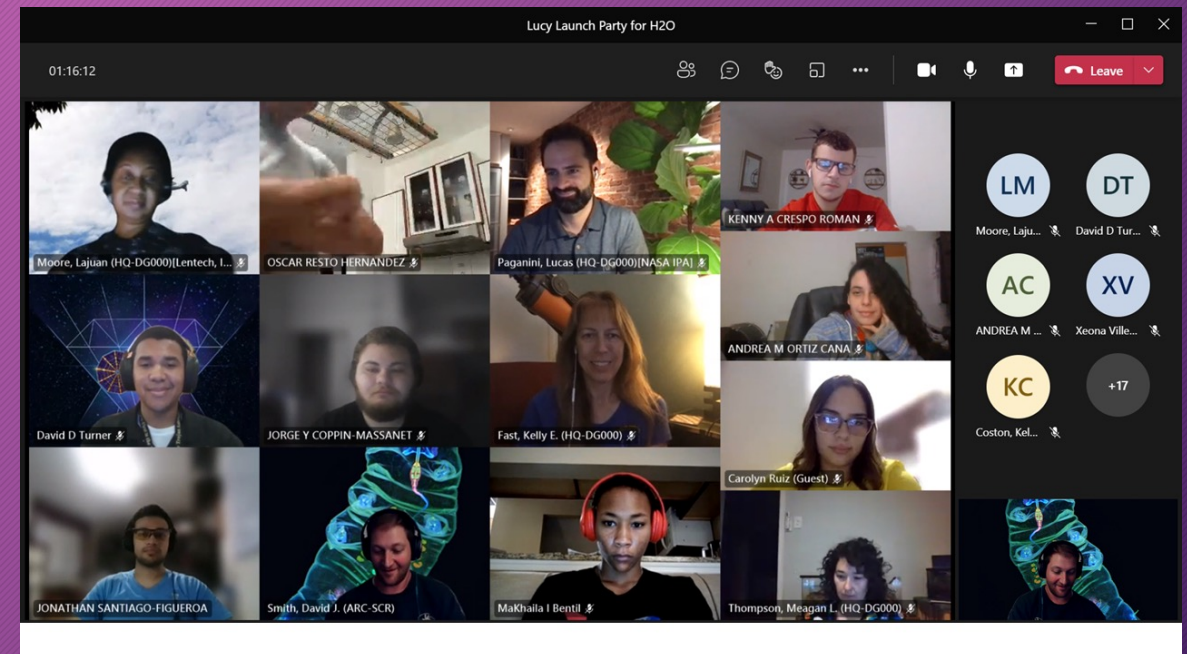 Lucy Launch Party for H2O
01:16:12
Leave
Moore, Lajuan (HQ-DG000)[Lentech, I...
OSCAR RESTO HERNANDEZ
Paganini, Lucas (HQ-DG000)[NASA IPA]
KENNY A CRESPO ROMAN
ANDREA M ORTIZ CANA
David D Turner
JORGE Y COPPIN-MASSANET
Fast, Kelly E. (HQ-DG000)
Carolyn Ruiz (Guest)
JONATHAN SANTIAGO-FIGUEROA
Smith, David J. (ARC-SCR)
MaKhaila I Bentil
Thompson, Meagan L. (HQ-DG000)
LM
DT
Moore, Laju...
David D Tur...
AC
XV
ANDREA M ...
Xeona Ville...
KC
+17
Coston, Kel...